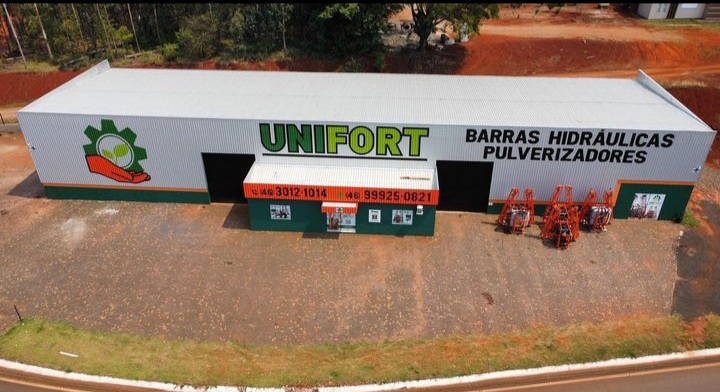 UNIFORT
BARRAS HIDRÁULICAS
PULVERIZADORES
(46) 3012-1014 (46) 99925-0821